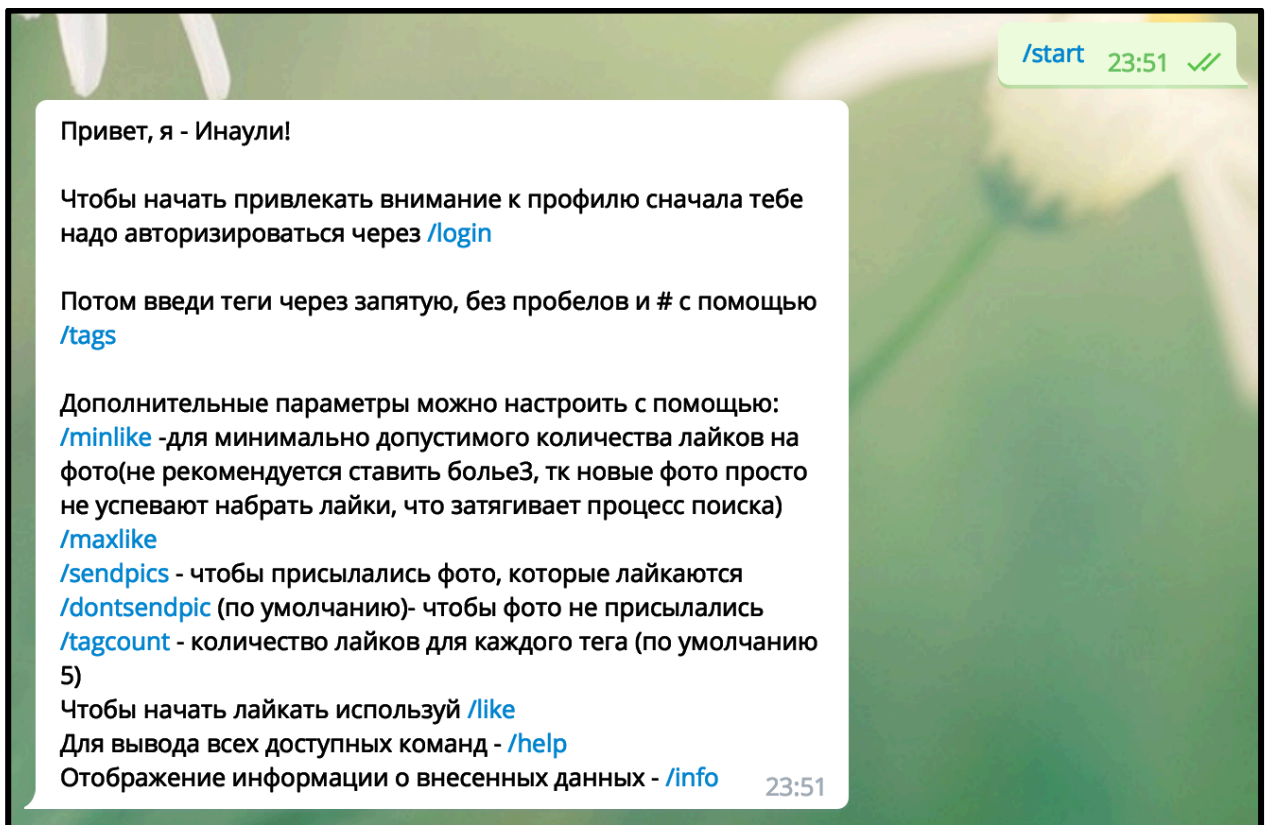 /start 23:51
Привет, я - Инаули!
Чтобы начать привлекать внимание к профилю сначала тебе
надо авторизироваться через /login
Потом введи теги через запятую, без пробелов и # с помощью
/tags
Дополнительные параметры можно настроить с помощью:
/minlike -для минимально допустимого количества лайков на
фото(не рекомендуется ставить болье3, тк новые фото просто
не успевают набрать лайки, что затягивает процесс поиска)
/maxlike
/sendpics - чтобы присылались фото, которые лайкаются
/dontsendpic (по умолчанию)- чтобы фото не присылались
/tagcount - количество лайков для каждого тега (по умолчанию
5)
Чтобы начать лайкать используй /like
Для вывода всех доступных команд - /help
Отображение информации о внесенных данных - /info
23:51